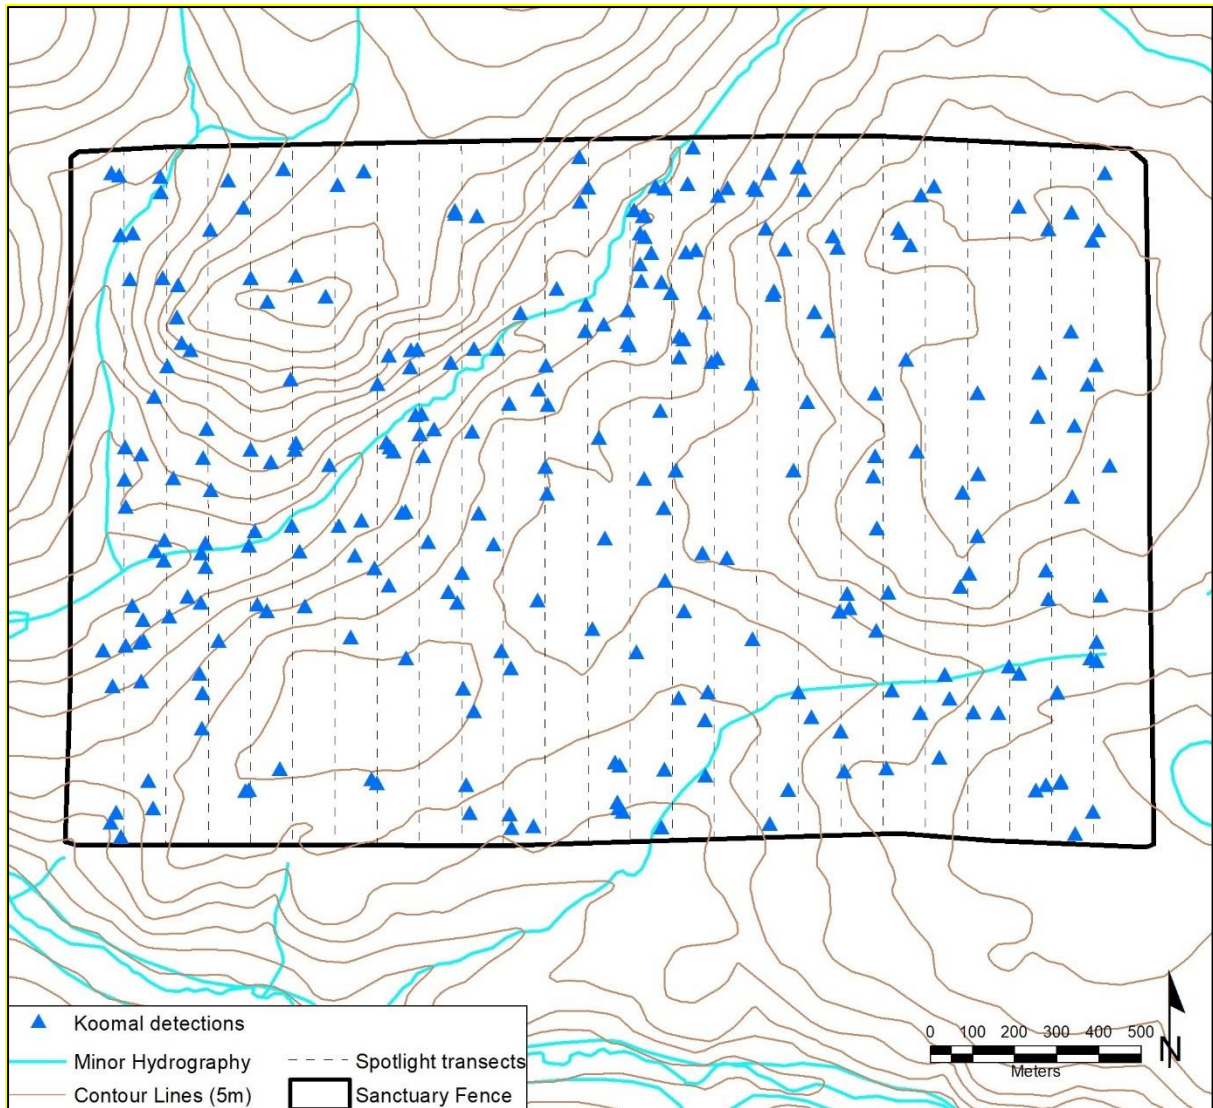 Koomal detections
Minor Hydrography
Spotlight transects
Contour Lines (5m)
Sanctuary Fence
0 100 200 300 400 500
Meters
N